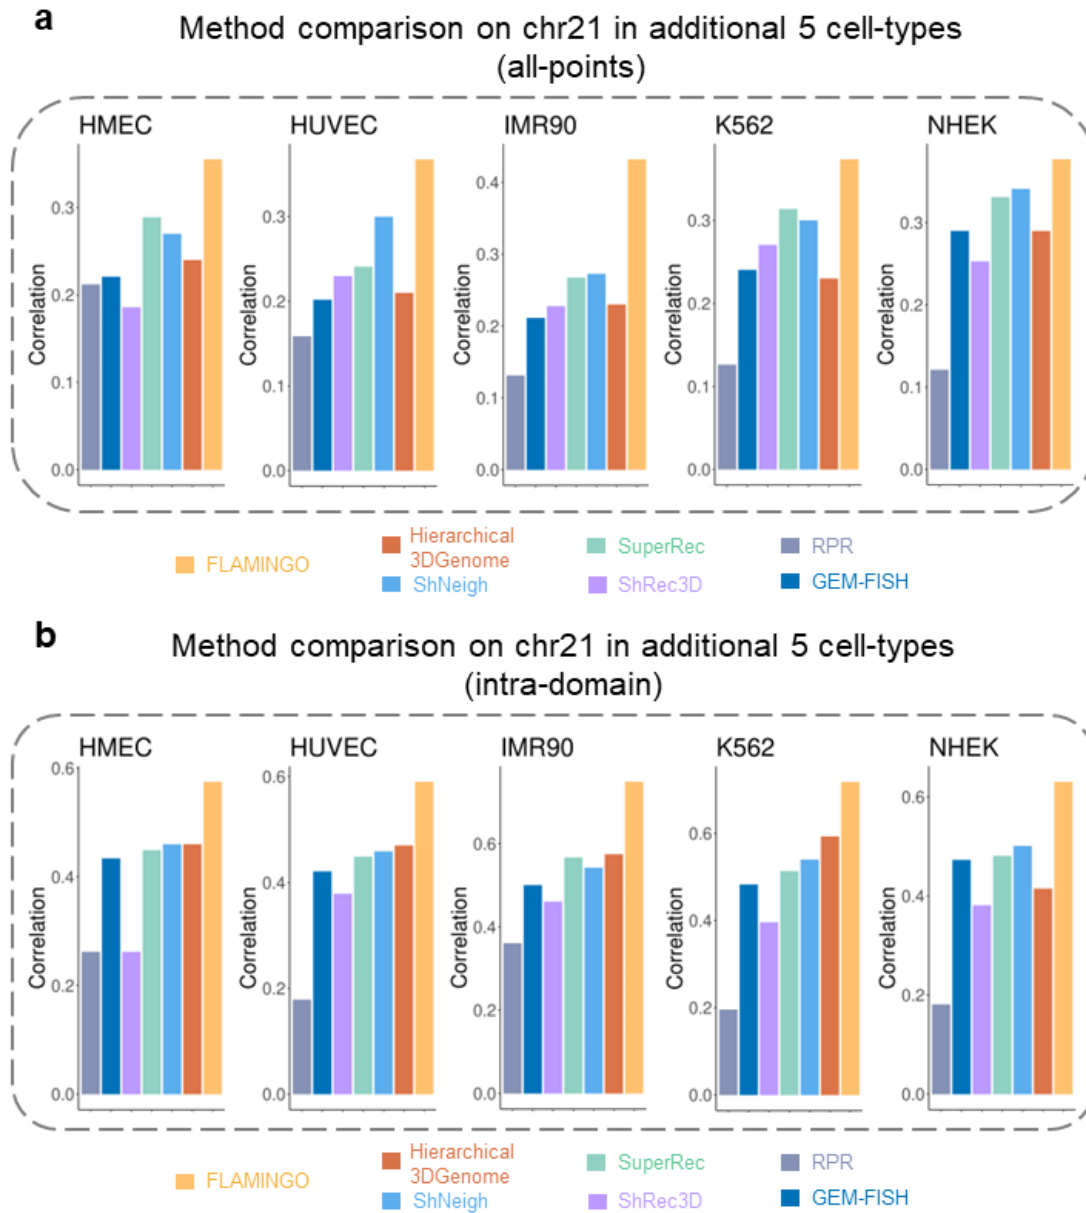 a
Method comparison on chr21 in additional 5 cell-types
(all-points)
HMEC HUVEC IMR90 K562 NHEK
Correlation
0.3
0.2
0.1
0.0
Correlation
0.3
0.2
0.1
0.0
Correlation
0.4
0.3
0.2
0.1
0.0
Correlation
0.3
0.2
0.1
0.0
Correlation
0.3
0.2
0.1
0.0
FLAMINGO
Hierarchical
3DGenome
ShNeigh
SuperRec
ShRec3D
RPR
GEM-FISH
b
Method comparison on chr21 in additional 5 cell-types
(intra-domain)
HMEC HUVEC IMR90 K562 NHEK
Correlation
0.6
0.4
0.2
0.0
Correlation
0.6
0.4
0.2
0.0
Correlation
0.6
0.4
0.2
0.0
Correlation
0.6
0.4
0.2
0.0
Correlation
0.6
0.4
0.2
0.0
FLAMINGO
Hierarchical
3DGenome
ShNeigh
SuperRec
ShRec3D
RPR
GEM-FISH